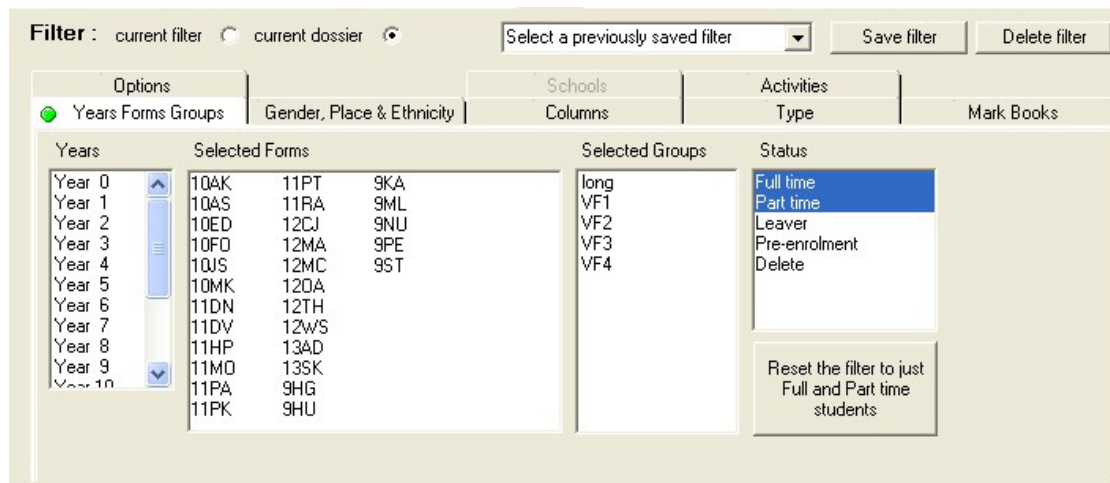 Filter : current filter current dossier Select a previously saved filter Save filter Delete filter
Options Schools Activities
Years Forms Groups Gender, Place & Ethnicity Columns Type Mark Books
Years Selected Forms Selected Groups Status
Year 0 10AK 11PT 9KA long Full time
Year 1 10AS 11RA 9ML VF1 Part time
Year 2 10ED 12CJ 9NU VF2 Leaver
Year 3 10FO 12MA 9PE VF3 Pre-enrolment
Year 4 10JS 12MC 9ST VF4 Delete
Year 5 10MK 12OA
Year 6 11DN 12TH
Year 7 11DV 12WS
Year 8 11HP 13AD
Year 9 11MO 13SK
Year 10 11PA 9HG
11PK 9HU
Reset the filter to just
Full and Part time
students